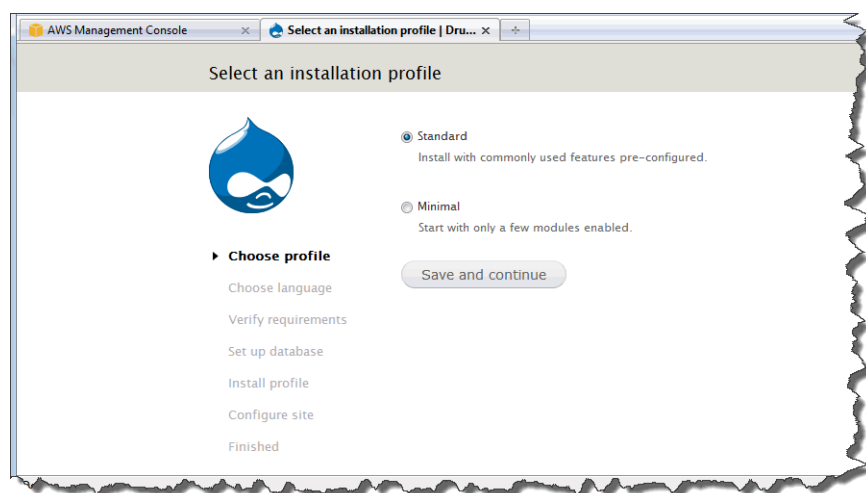 AWS Management Console
Select an installation profile | Dru...
Select an installation profile
Standard
Install with commonly used features pre-configured.
Minimal
Start with only a few modules enabled.
Save and continue
Choose profile
Choose language
Verify requirements
Set up database
Install profile
Configure site
Finished